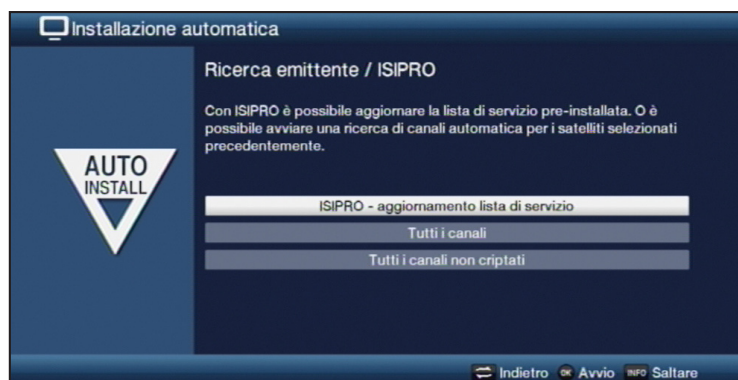 Installazione automatica
Ricerca emittente / ISIPRO
Con ISIPRO è possibile aggiornare la lista di servizio pre-installata. O è
possibile avviare una ricerca di canali automatica per i satelliti selezionati
precedentemente.
AUTO
INSTALL
ISIPRO - aggiornamento lista di servizio
Tutti i canali
Tutti i canali non criptati
Indietro OK Avvio INFO Saltare